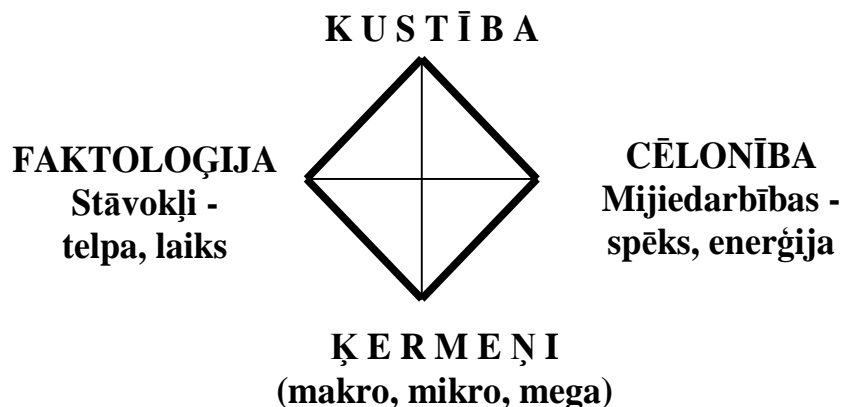 K U S T Ī B A
FAKTOLOĢIJA
Stāvokļi -
telpa, laiks
CĒLONĪBA
Mijiedarbības -
spēks, enerģija
Ķ E R M E Ņ I
(makro, mikro, mega)